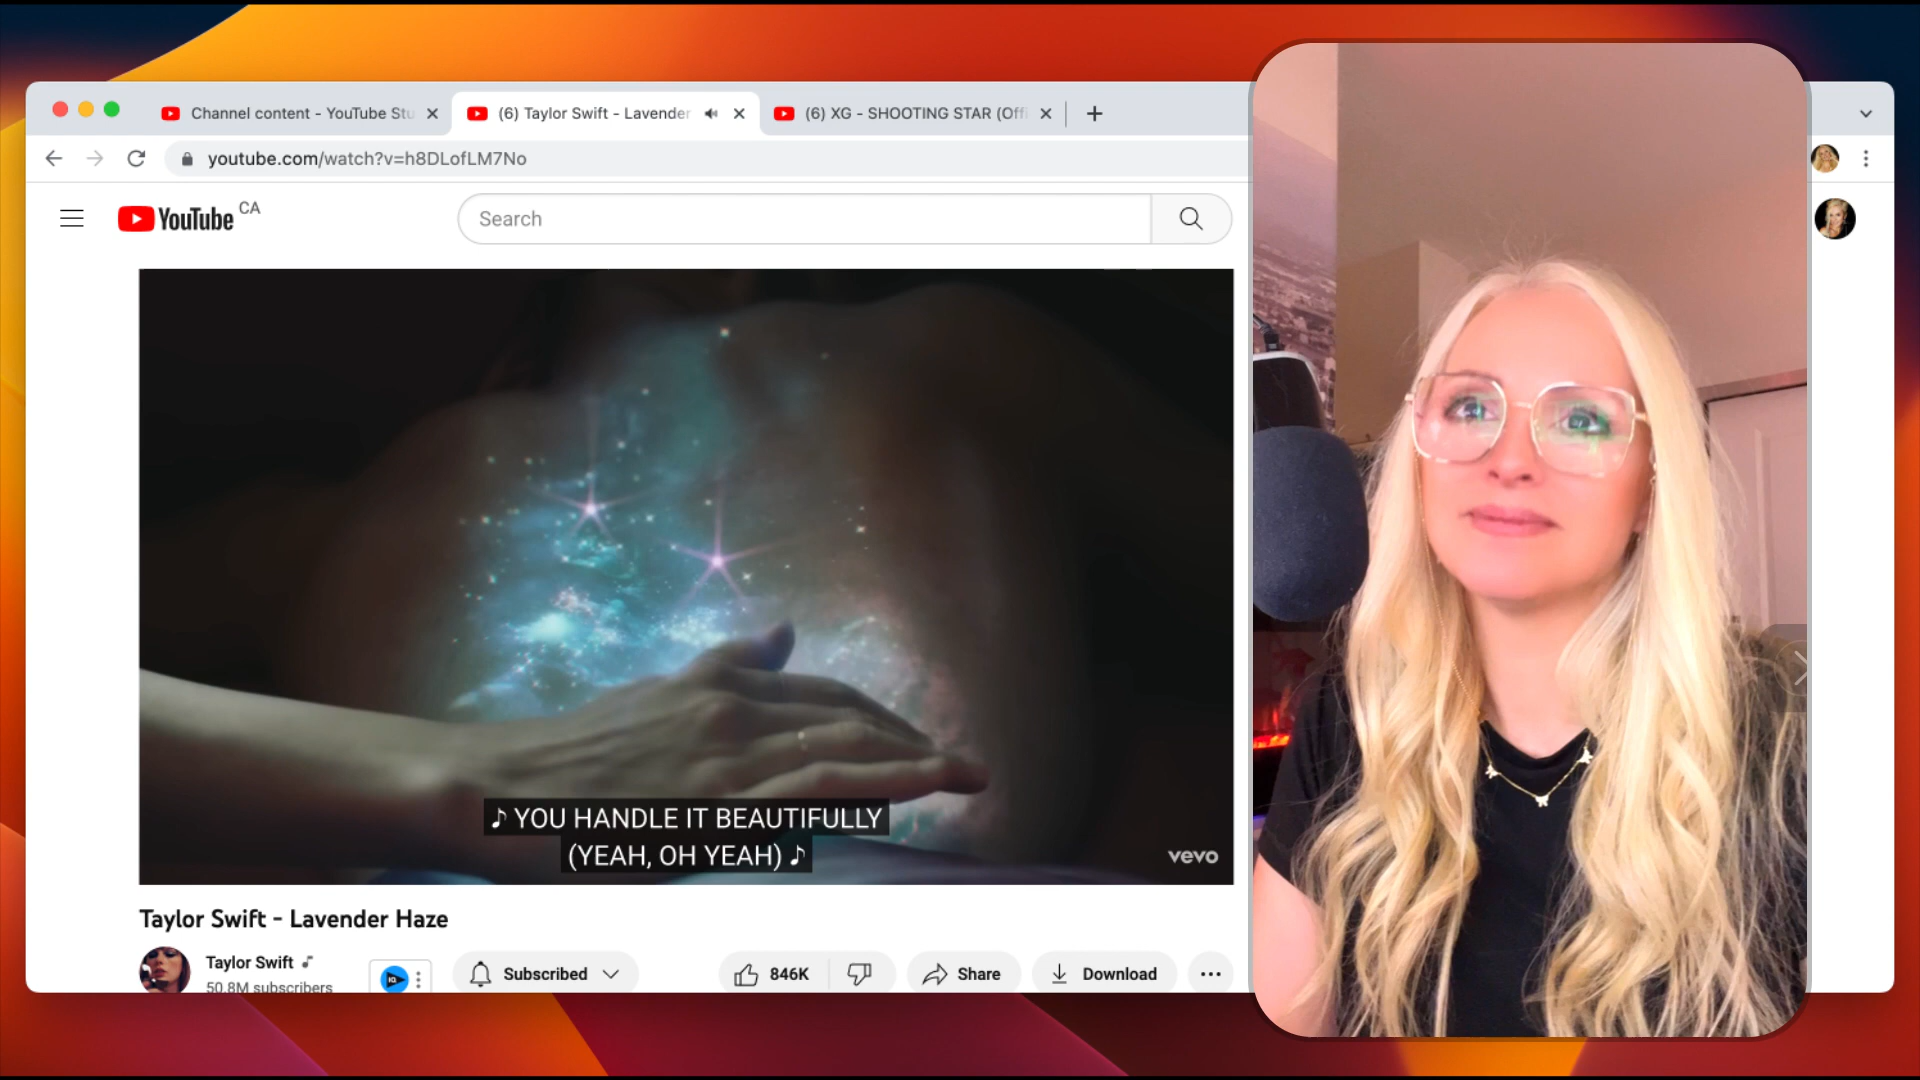 Channel content - YouTube Stu
(6) Taylor Swift - Lavender
(6) XG - SHOOTING STAR (Offi
youtube.com/watch?v=h8DLofLM7No
YouTube CA
Search
♪ YOU HANDLE IT BEAUTIFULLY
(YEAH, OH YEAH) ♪
vevo
Taylor Swift - Lavender Haze
Taylor Swift
50.8M subscribers
Subscribed
846K
Share
Download